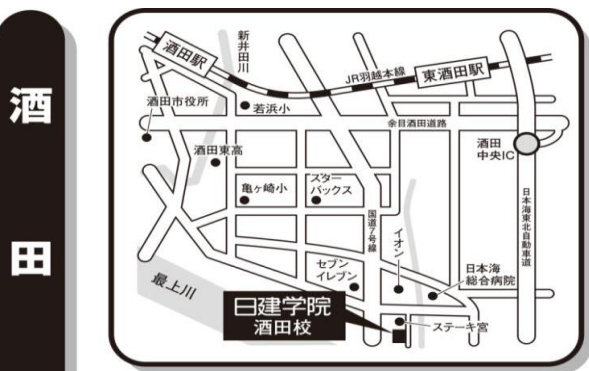 酒田
新井田川
酒田駅
JR羽越本線
東酒田駅
酒田市役所
若浜小
余目酒田道路
酒田東高
酒田
中央IC
亀ヶ崎小
スター
バックス
国道7号線
イオン
日本海東北自動車道
セブン
イレブン
日本海
総合病院
最上川
日建学院
酒田校
ステーキ宮